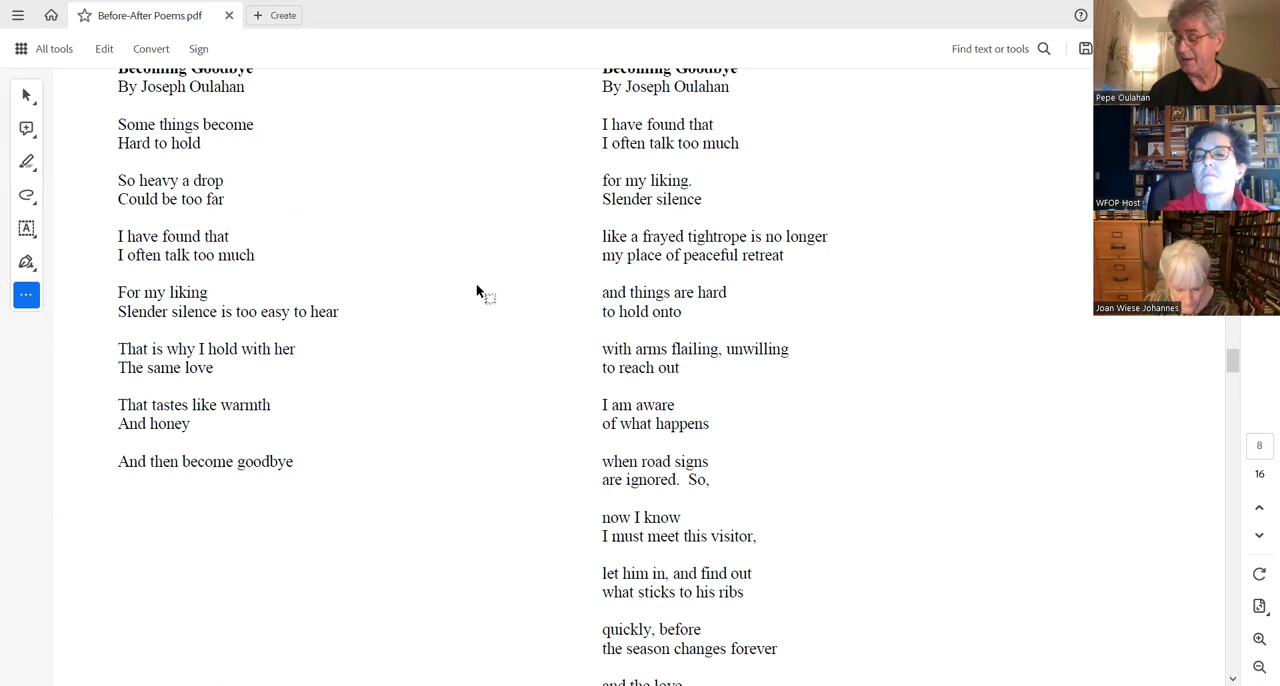 Before-After Poems.pdf
Create
All tools
Edit
Convert
Sign
Find text or tools
Becoming Goodbye
By Joseph Oulahan
Some things become
Hard to hold
So heavy a drop
Could be too far
I have found that
I often talk too much
For my liking
Slender silence is too easy to hear
That is why I hold with her
The same love
That tastes like warmth
And honey
And then become goodbye
Becoming Goodbye
By Joseph Oulahan
I have found that
I often talk too much
for my liking.
Slender silence
like a frayed tightrope is no longer
my place of peaceful retreat
and things are hard
to hold onto
with arms flailing, unwilling
to reach out
I am aware
of what happens
when road signs
are ignored.  So,
now I know
I must meet this visitor,
let him in, and find out
what sticks to his ribs
quickly, before
the season changes forever
and the love
Pepe Oulahan
WFOP Host
Joan Wiese Johannes
8
16